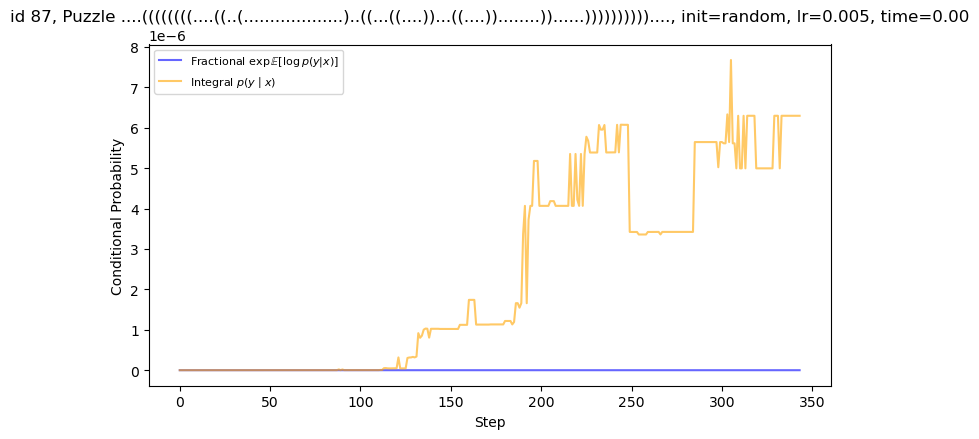 id 87, Puzzle ....((((((((....((..(...................)..((...((....))...((....))........))......))))))))))...., init=random, lr=0.005, time=0.00
1e−6
8
7
6
5
4
3
2
1
0
Conditional Probability
Fractional exp𝔼[log p(y|x)]
Integral p(y | x)
0 50 100 150 200 250 300 350
Step